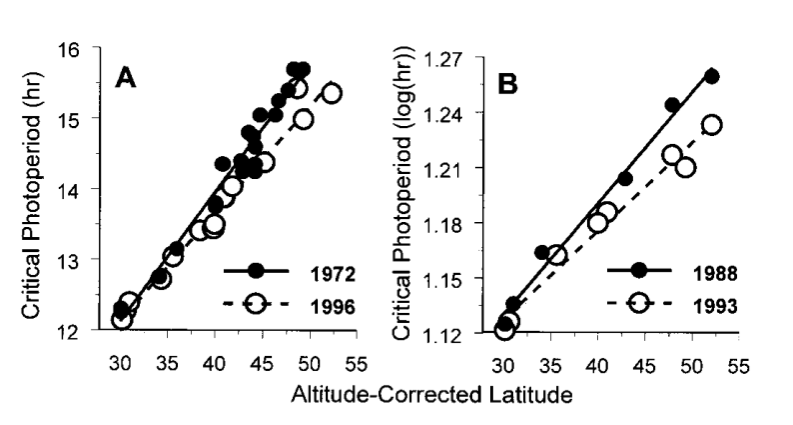 A
Critical Photoperiod (hr)
16
15
14
13
12
30 35 40 45 50 55
1972
1996
B
Critical Photoperiod (log(hr))
1.27
1.24
1.21
1.18
1.15
1.12
30 35 40 45 50 55
1988
1993
Altitude-Corrected Latitude